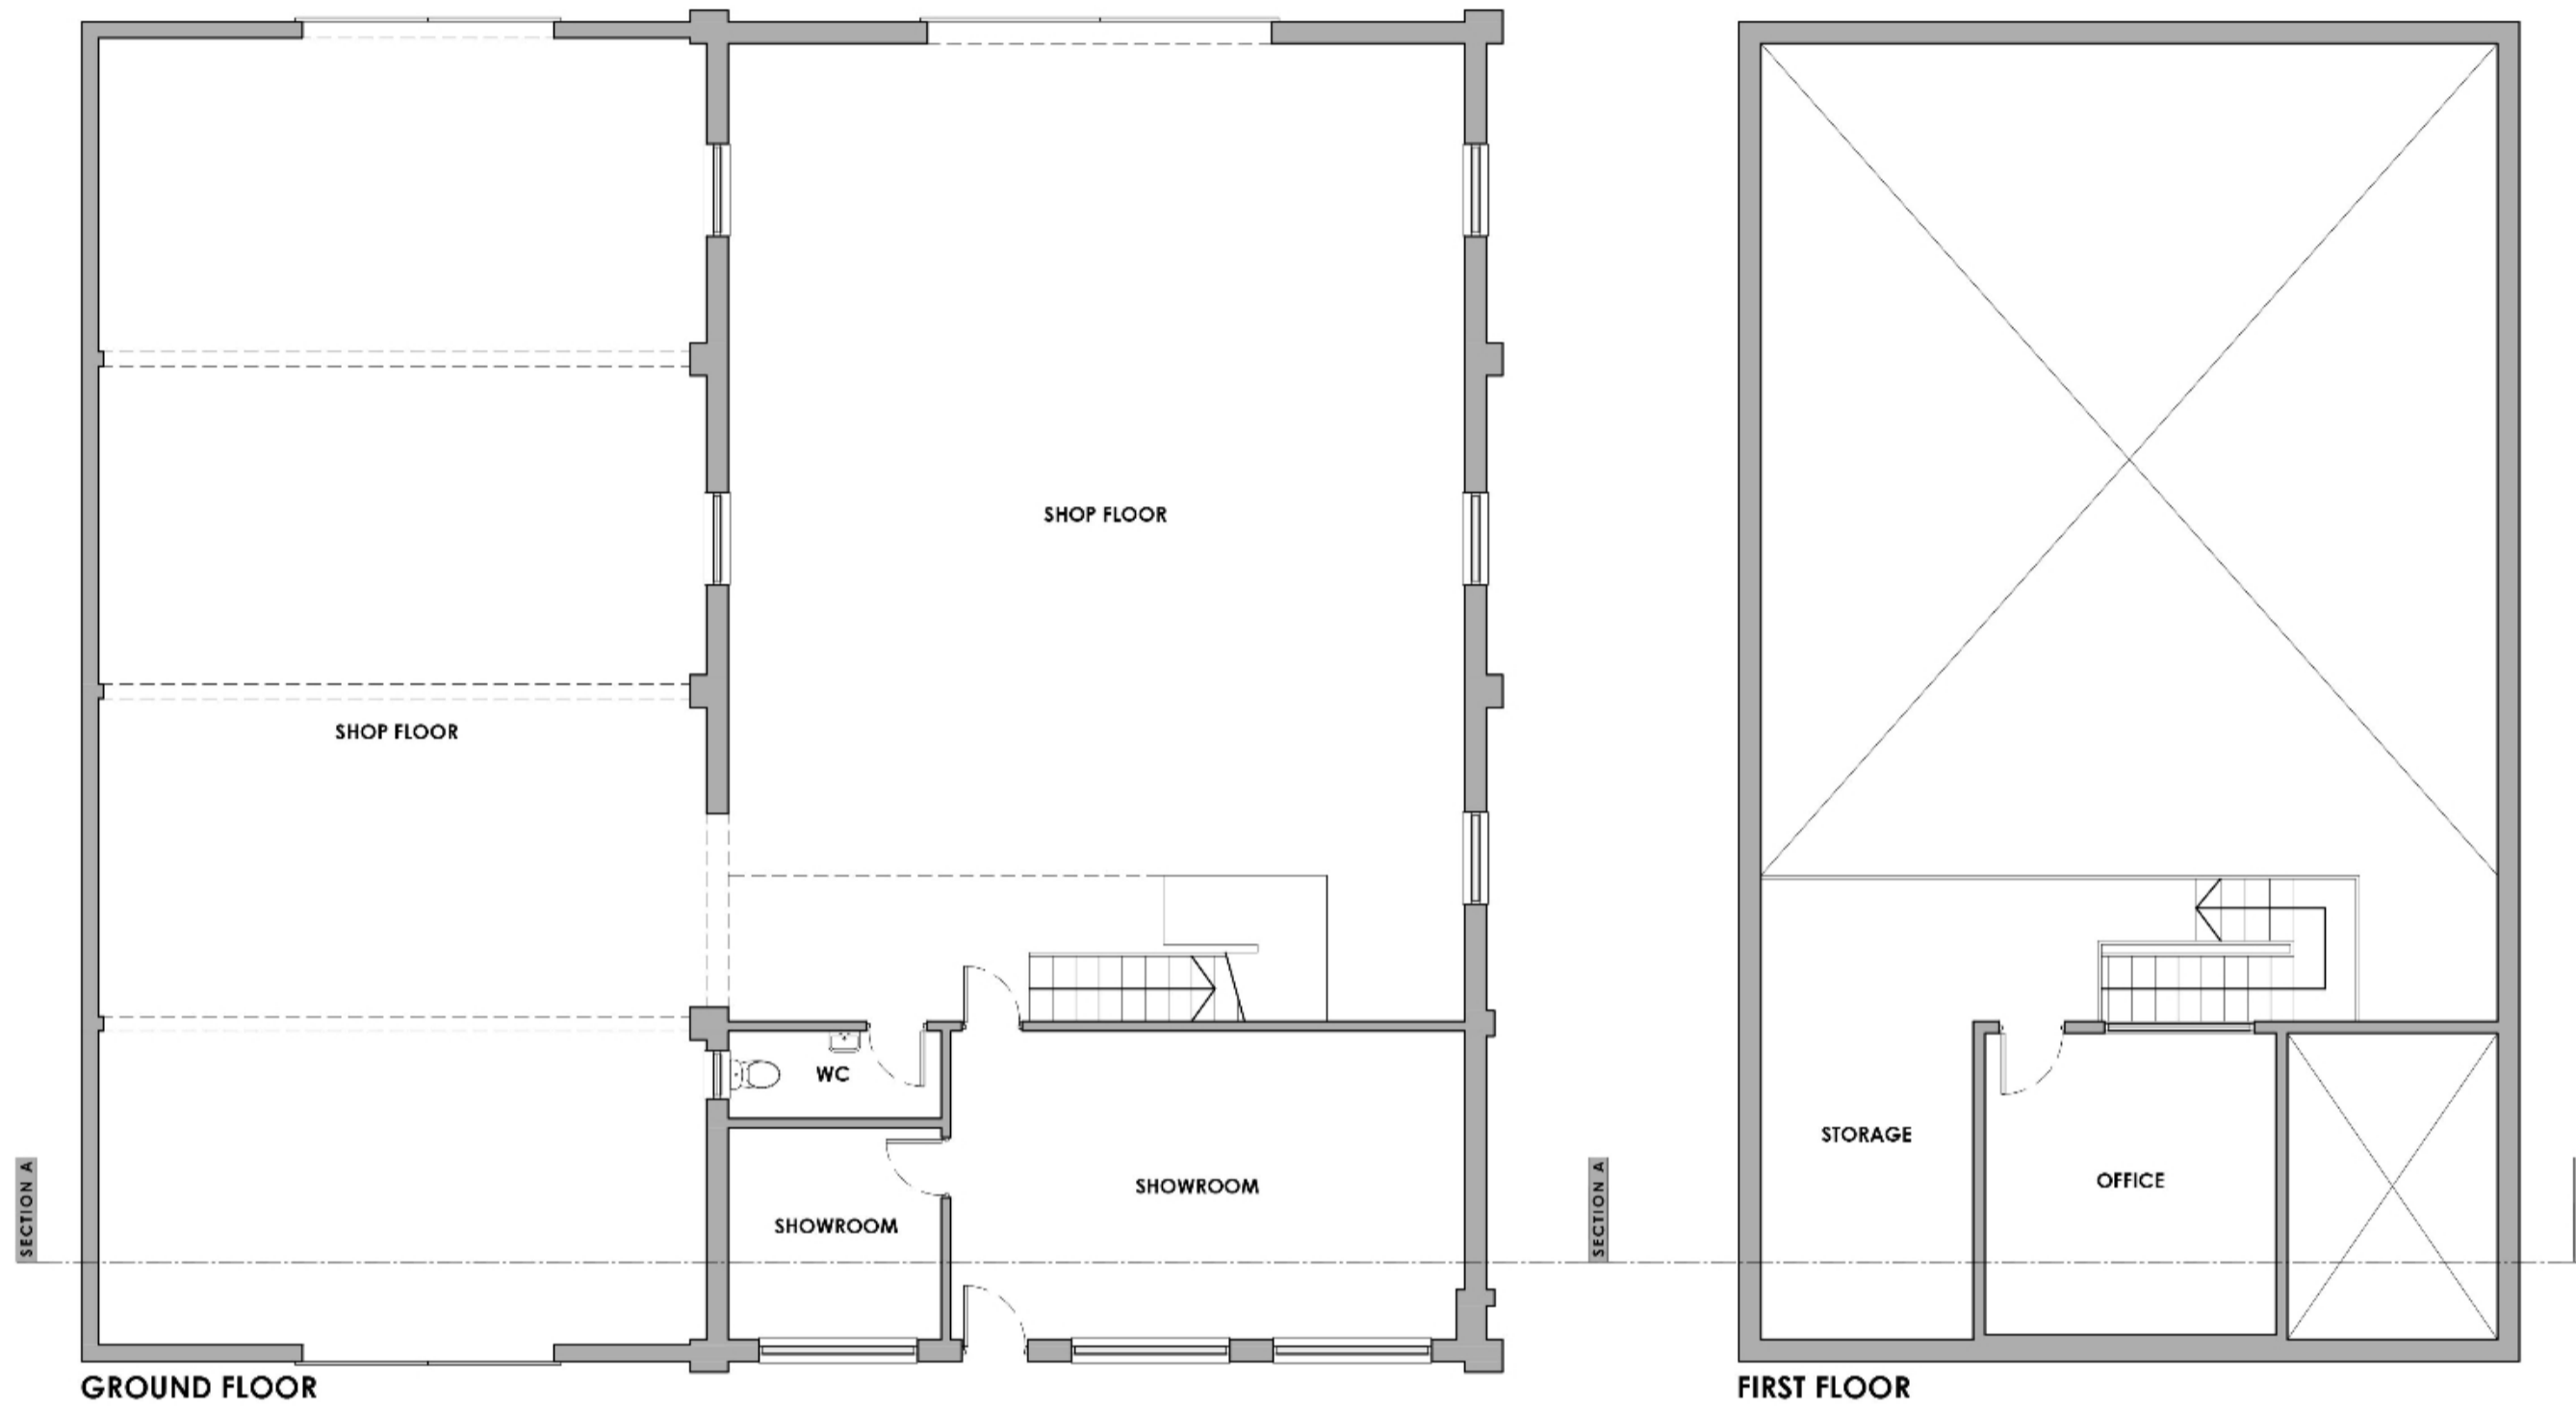 SHOP FLOOR
SHOP FLOOR
WC
STORAGE
SHOWROOM
OFFICE
SHOWROOM
SECTION A
SECTION A
GROUND FLOOR
FIRST FLOOR